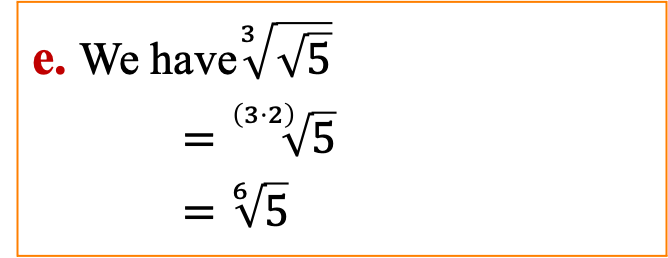 e. We have ∛√5
= ⁽³·²⁾√5
= ⁶√5